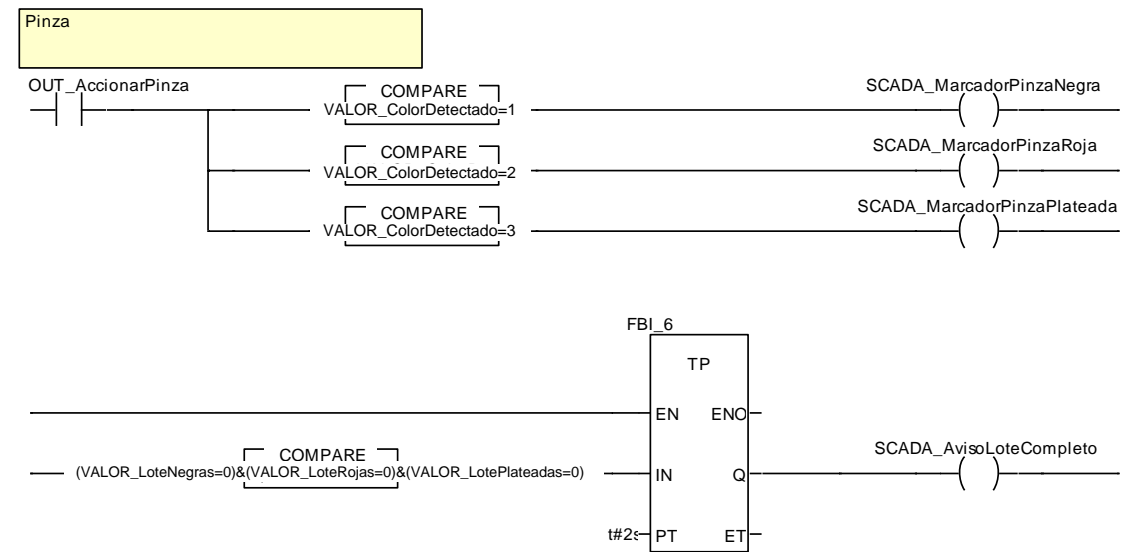 Pinza
OUT_AccionarPinza
COMPARE
VALOR_ColorDetectado=1
SCADA_MarcadorPinzaNegra
COMPARE
VALOR_ColorDetectado=2
SCADA_MarcadorPinzaRoja
COMPARE
VALOR_ColorDetectado=3
SCADA_MarcadorPinzaPlateada
FBI_6
TP
EN ENO
COMPARE
(VALOR_LoteNegras=0)&(VALOR_LoteRojas=0)&(VALOR_LotePlateadas=0)
IN Q
SCADA_AvisoLoteCompleto
t#2s PT ET